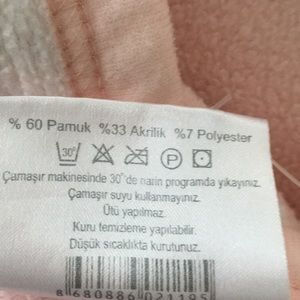 % 60 Pamuk %33 Akrilik %7 Polyester
30° P
Çamaşır makinesinde 30°de narin programda yıkayınız.
Çamaşır suyu kullanmayınız.
Ütü yapılmaz.
Kuru temizleme yapılabilir.
Düşük sıcaklıkta kurutunuz.